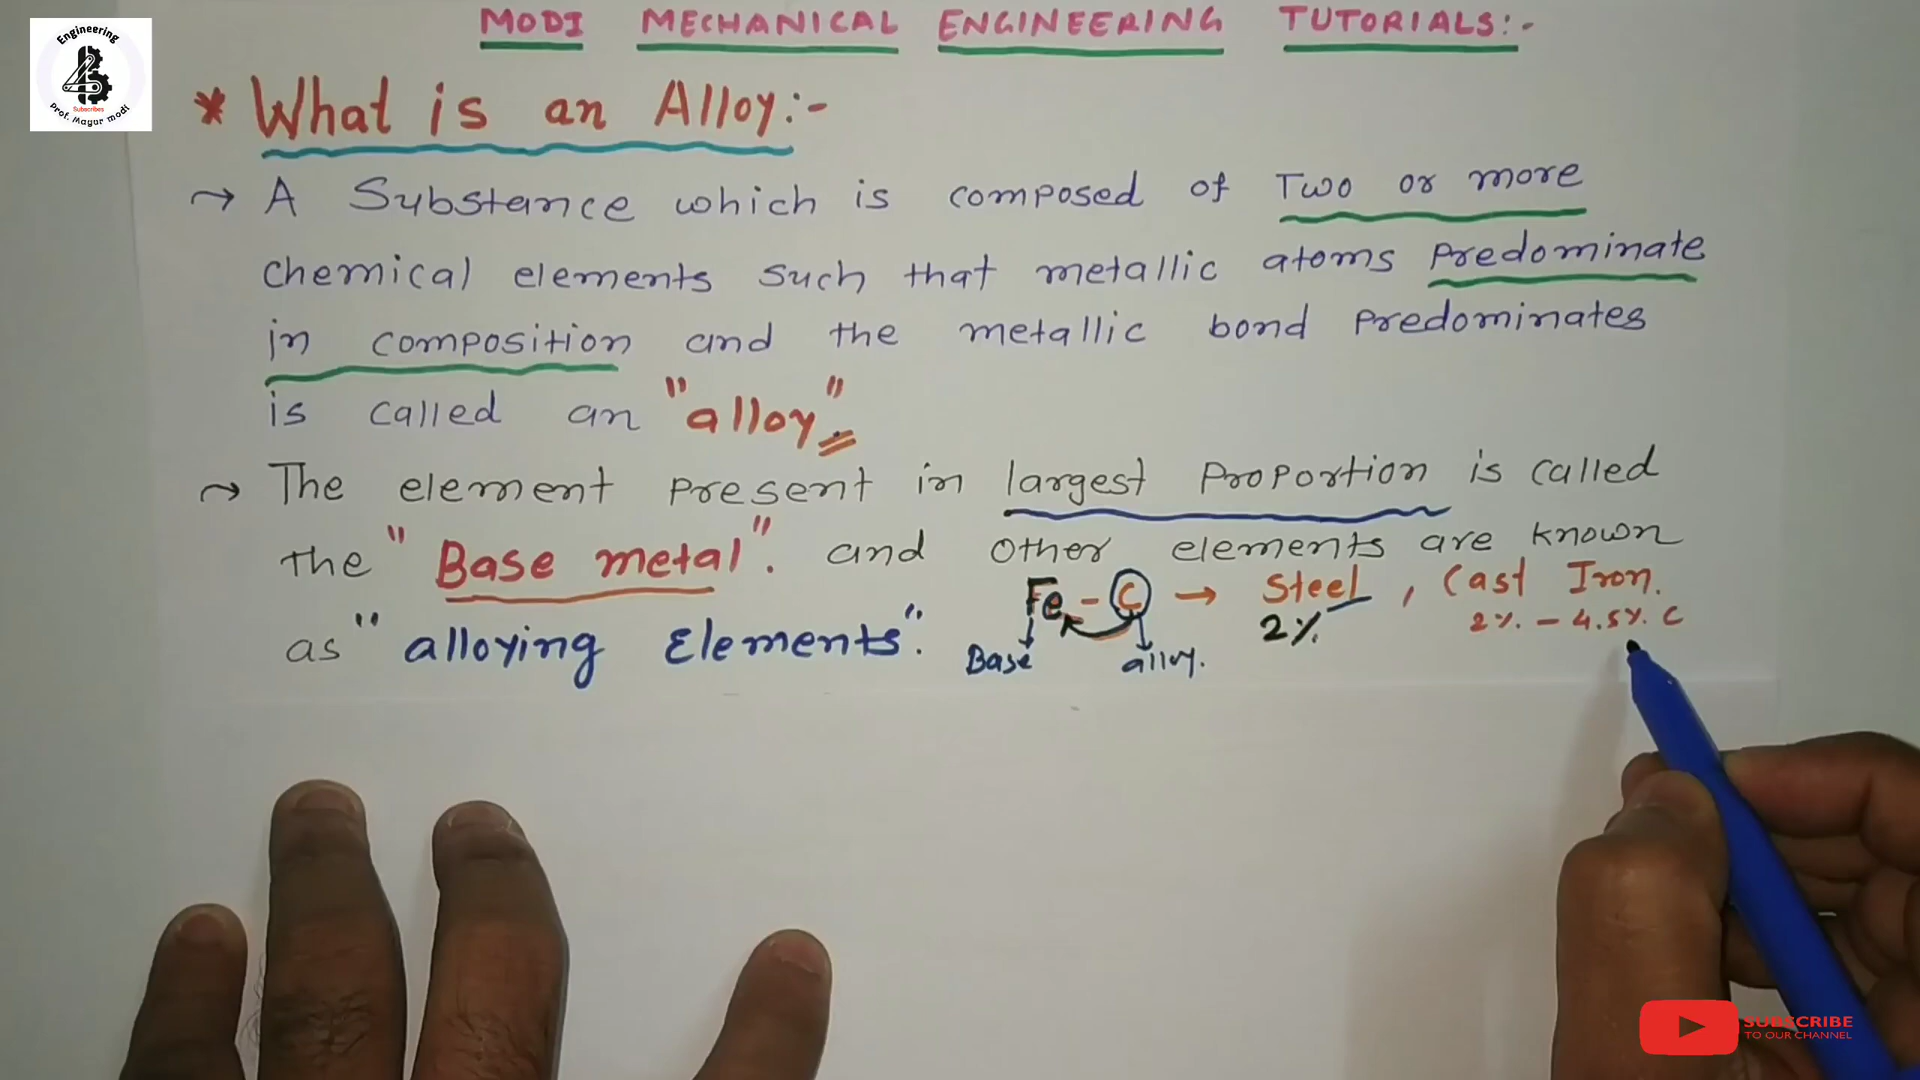 MODI MECHANICAL ENGINEERING TUTORIALS:-
Engineering
Subscribes
Prof. Mayur modi
* What is an Alloy:-
→ A Substance which is composed of Two or more
chemical elements such that metallic atoms predominate
in composition and the metallic bond predominates
is called an "alloy"
→ The element present in largest proportion is called
the "Base metal". and other elements are known
as "alloying Elements".
Fe - C → Steel, Cast Iron.
2% 2% - 4.5% C
Base alloy.
SUBSCRIBE
TO OUR CHANNEL